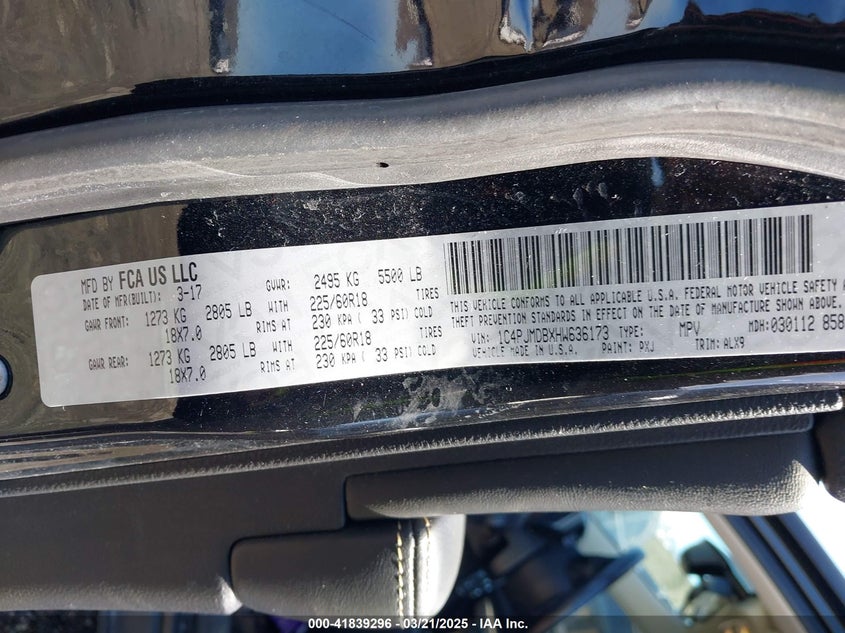 MFD BY FCA US LLC
DATE OF MFR(BUILT): 3-17 GVWR: 2495 KG 5500 LB
GAWR FRONT: 1273 KG 2805 LB WITH 225/60R18 TIRES
18X7.0 RIMS AT 230 KPA ( 33 PSI) COLD
GAWR REAR: 1273 KG 2805 LB WITH 225/60R18 TIRES
18X7.0 RIMS AT 230 KPA ( 33 PSI) COLD
THIS VEHICLE CONFORMS TO ALL APPLICABLE U.S.A. FEDERAL MOTOR VEHICLE SAFETY
THEFT PREVENTION STANDARDS IN EFFECT ON THE DATE OF MANUFACTURE SHOWN
VIN: 1C4PJMDBXHW636173 TYPE: MPV MDH: 030112 858
VEHICLE MADE IN U.S.A. PAINT: PXJ TRIM: ALX9
000-41839296 - 03/21/2025 - IAA Inc.